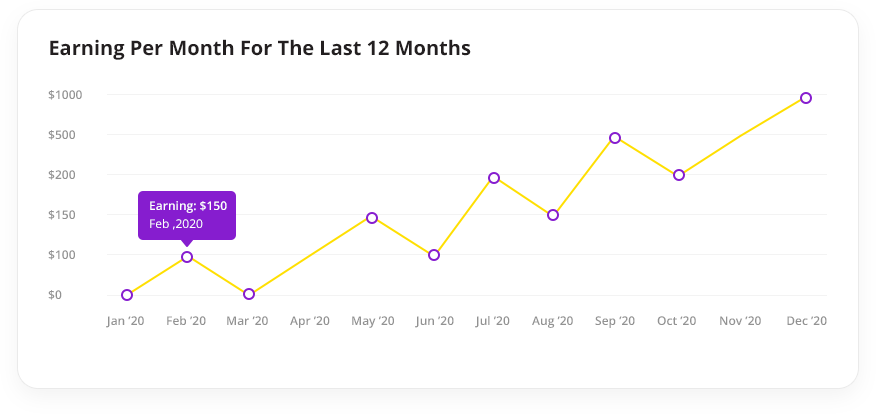 Earning Per Month For The Last 12 Months
$1000
$500
$200
$150
$100
$0
Earning: $150
Feb ,2020
Jan ’20 Feb ’20 Mar ’20 Apr ’20 May ’20 Jun ’20 Jul ’20 Aug ’20 Sep ’20 Oct ’20 Nov ’20 Dec ’20